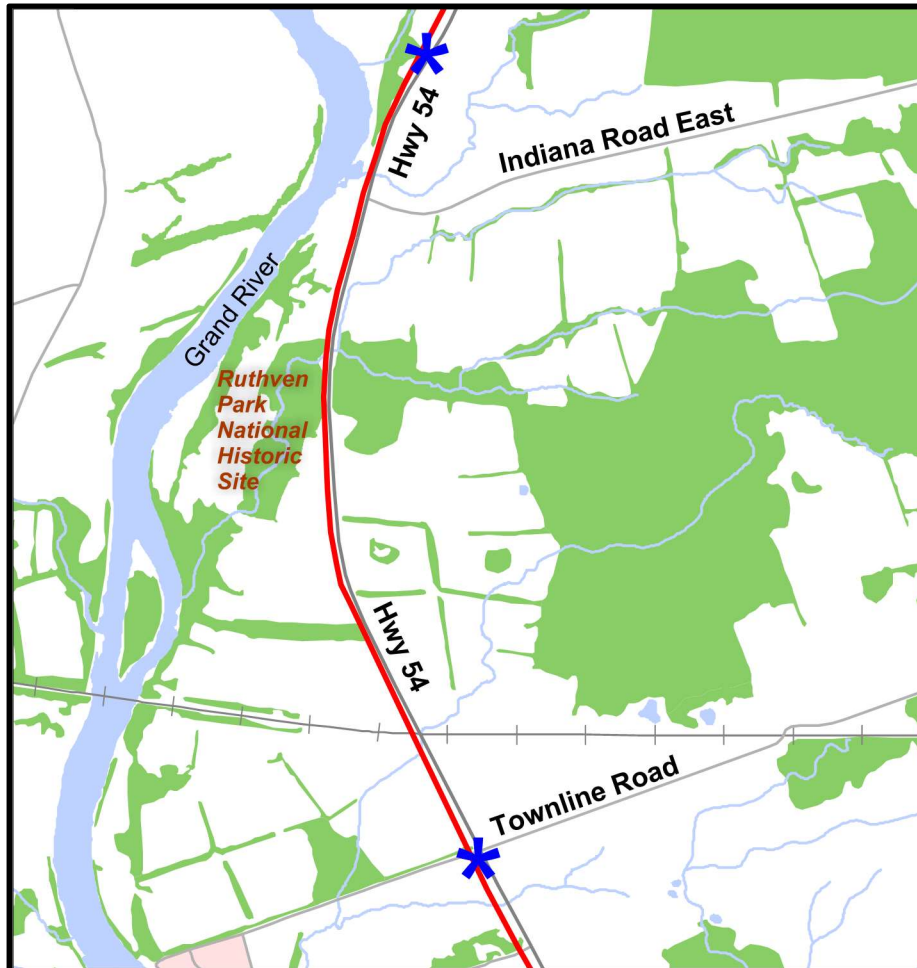 Hwy 54
Indiana Road East
Grand River
Ruthven
Park
National
Historic
Site
Hwy 54
Townline Road